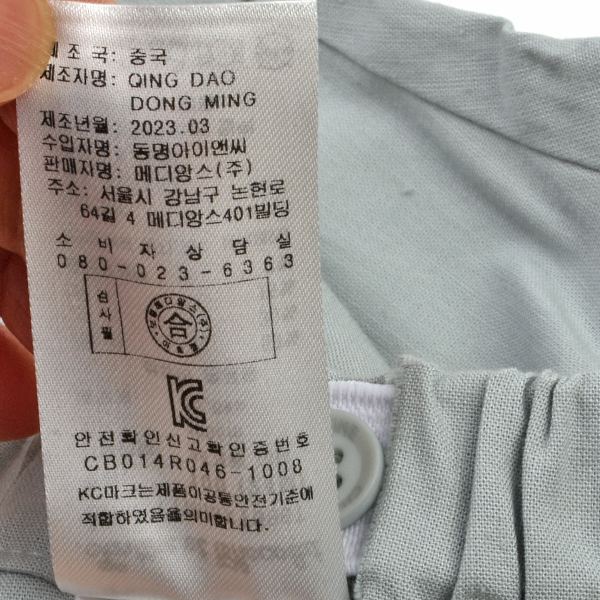 제조국: 중국
제조자명: QING DAO
DONG MING
제조년월: 2023.03
수입자명: 동명아이앤씨
판매자명: 메디앙스(주)
주소: 서울시 강남구 논현로
64길 4 메디앙스401빌딩
소비자상담실
080-023-6363
검사필
合
KC
안전확인신고확인증번호
CB014R046-1008
KC마크는제품이공통안전기준에
적합하였음을의미합니다.